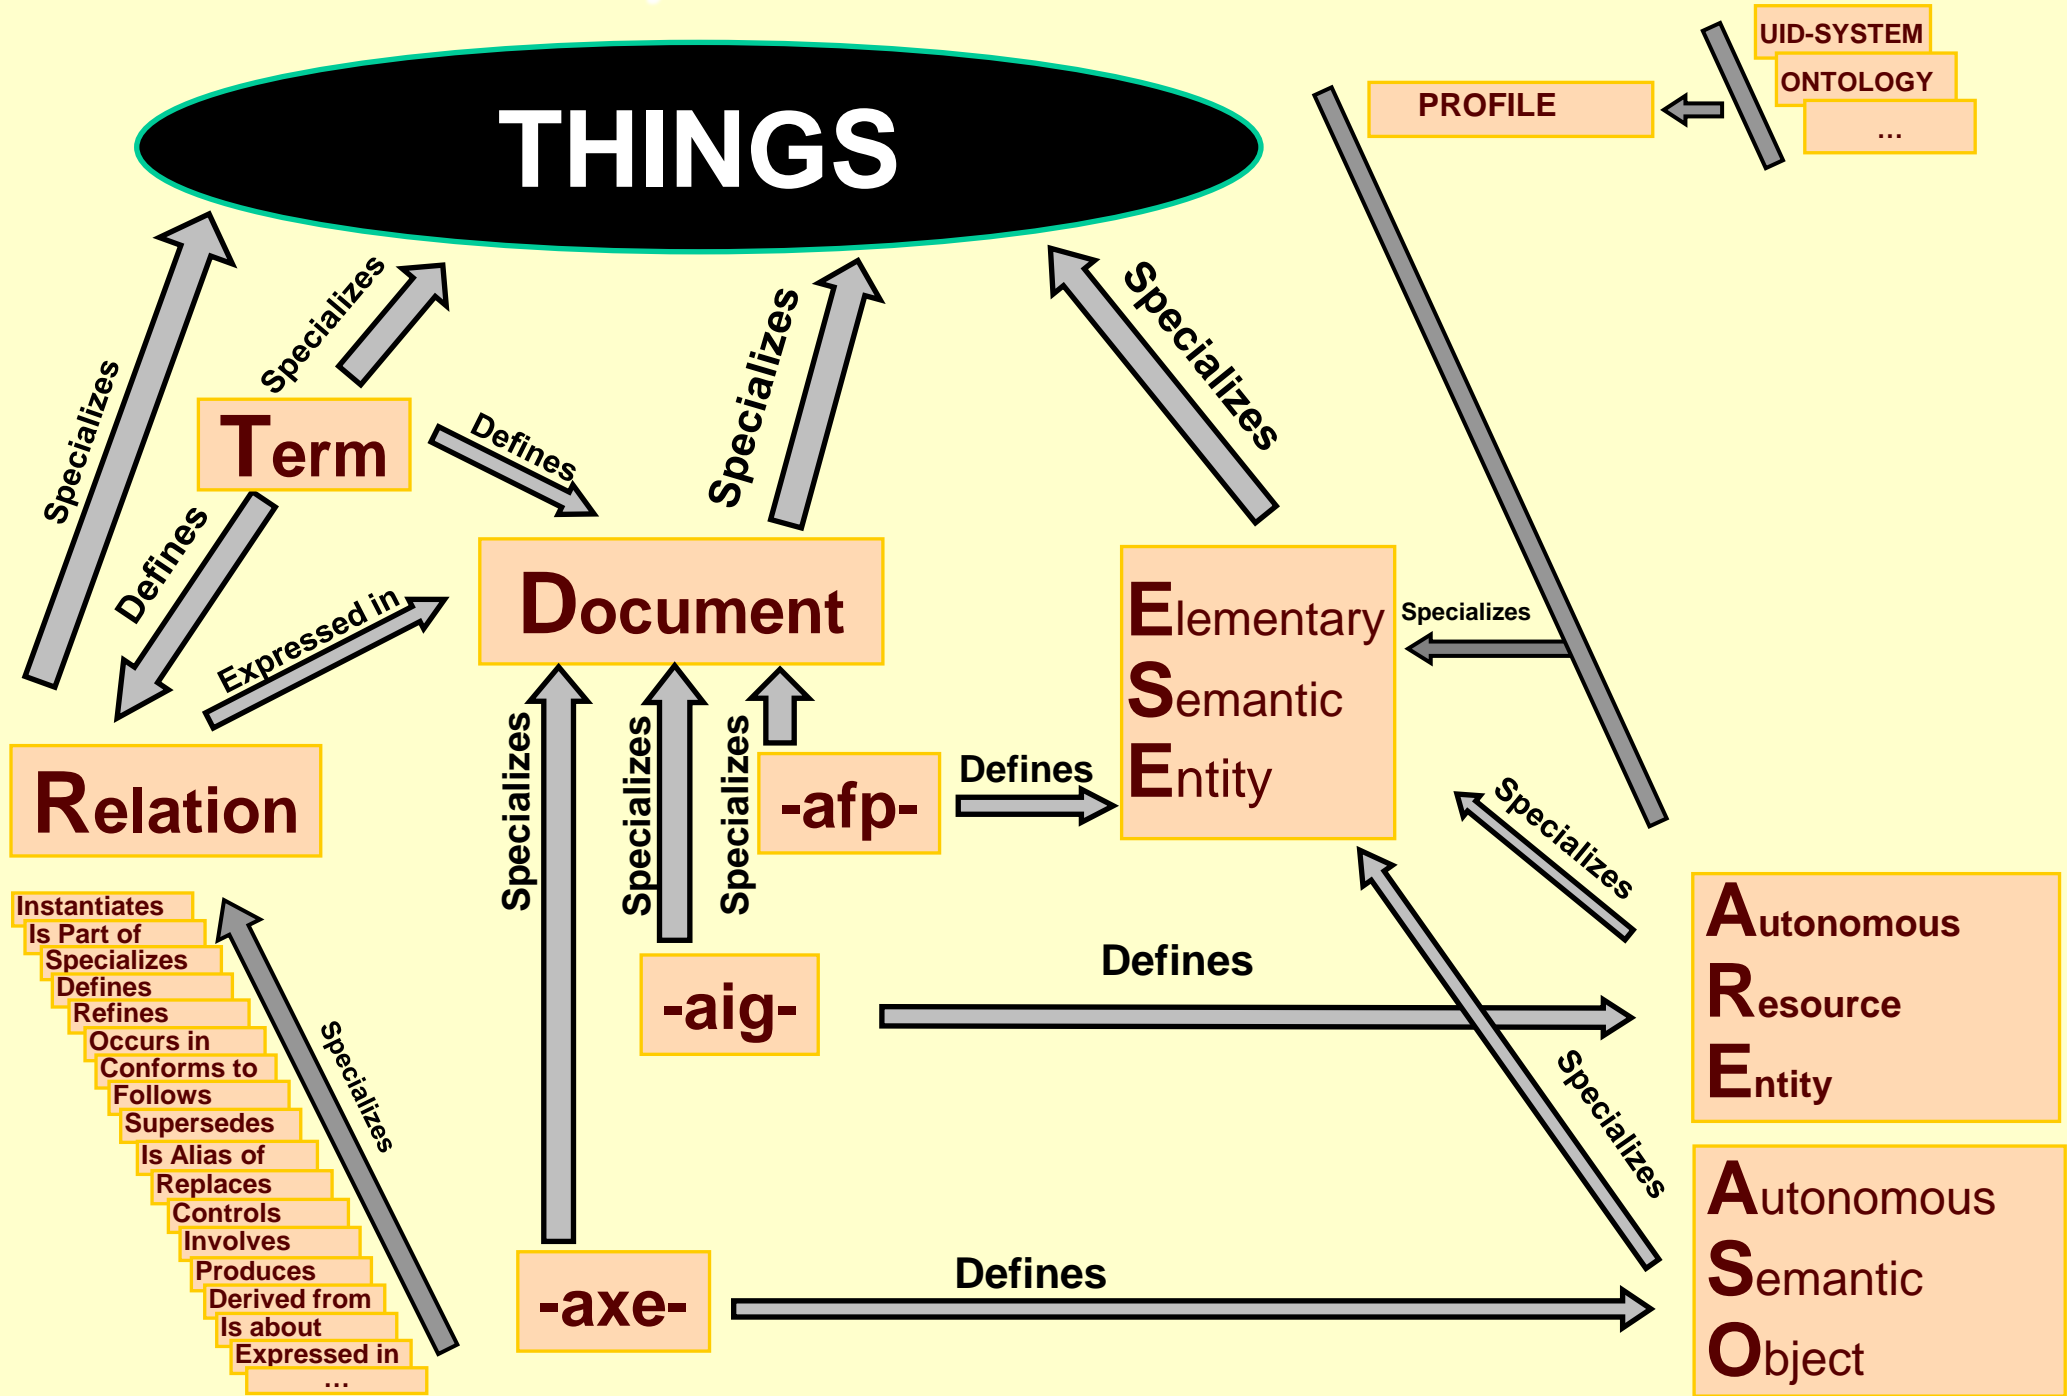 THINGS
UID-SYSTEM
ONTOLOGY
...
PROFILE
Specializes
Specializes
Specializes
Specializes
Term
Defines
Defines
Expressed in
Document
Elementary
Semantic
Entity
Specializes
Relation
Specializes
Specializes
Specializes
-afp-
Defines
Specializes
Instantiates
Is Part of
Specializes
Defines
Refines
Occurs in
Conforms to
Follows
Supersedes
Is Alias of
Replaces
Controls
Involves
Produces
Derived from
Is about
Expressed in
...
Specializes
-aig-
Defines
Autonomous
Resource
Entity
Specializes
-axe-
Defines
Autonomous
Semantic
Object